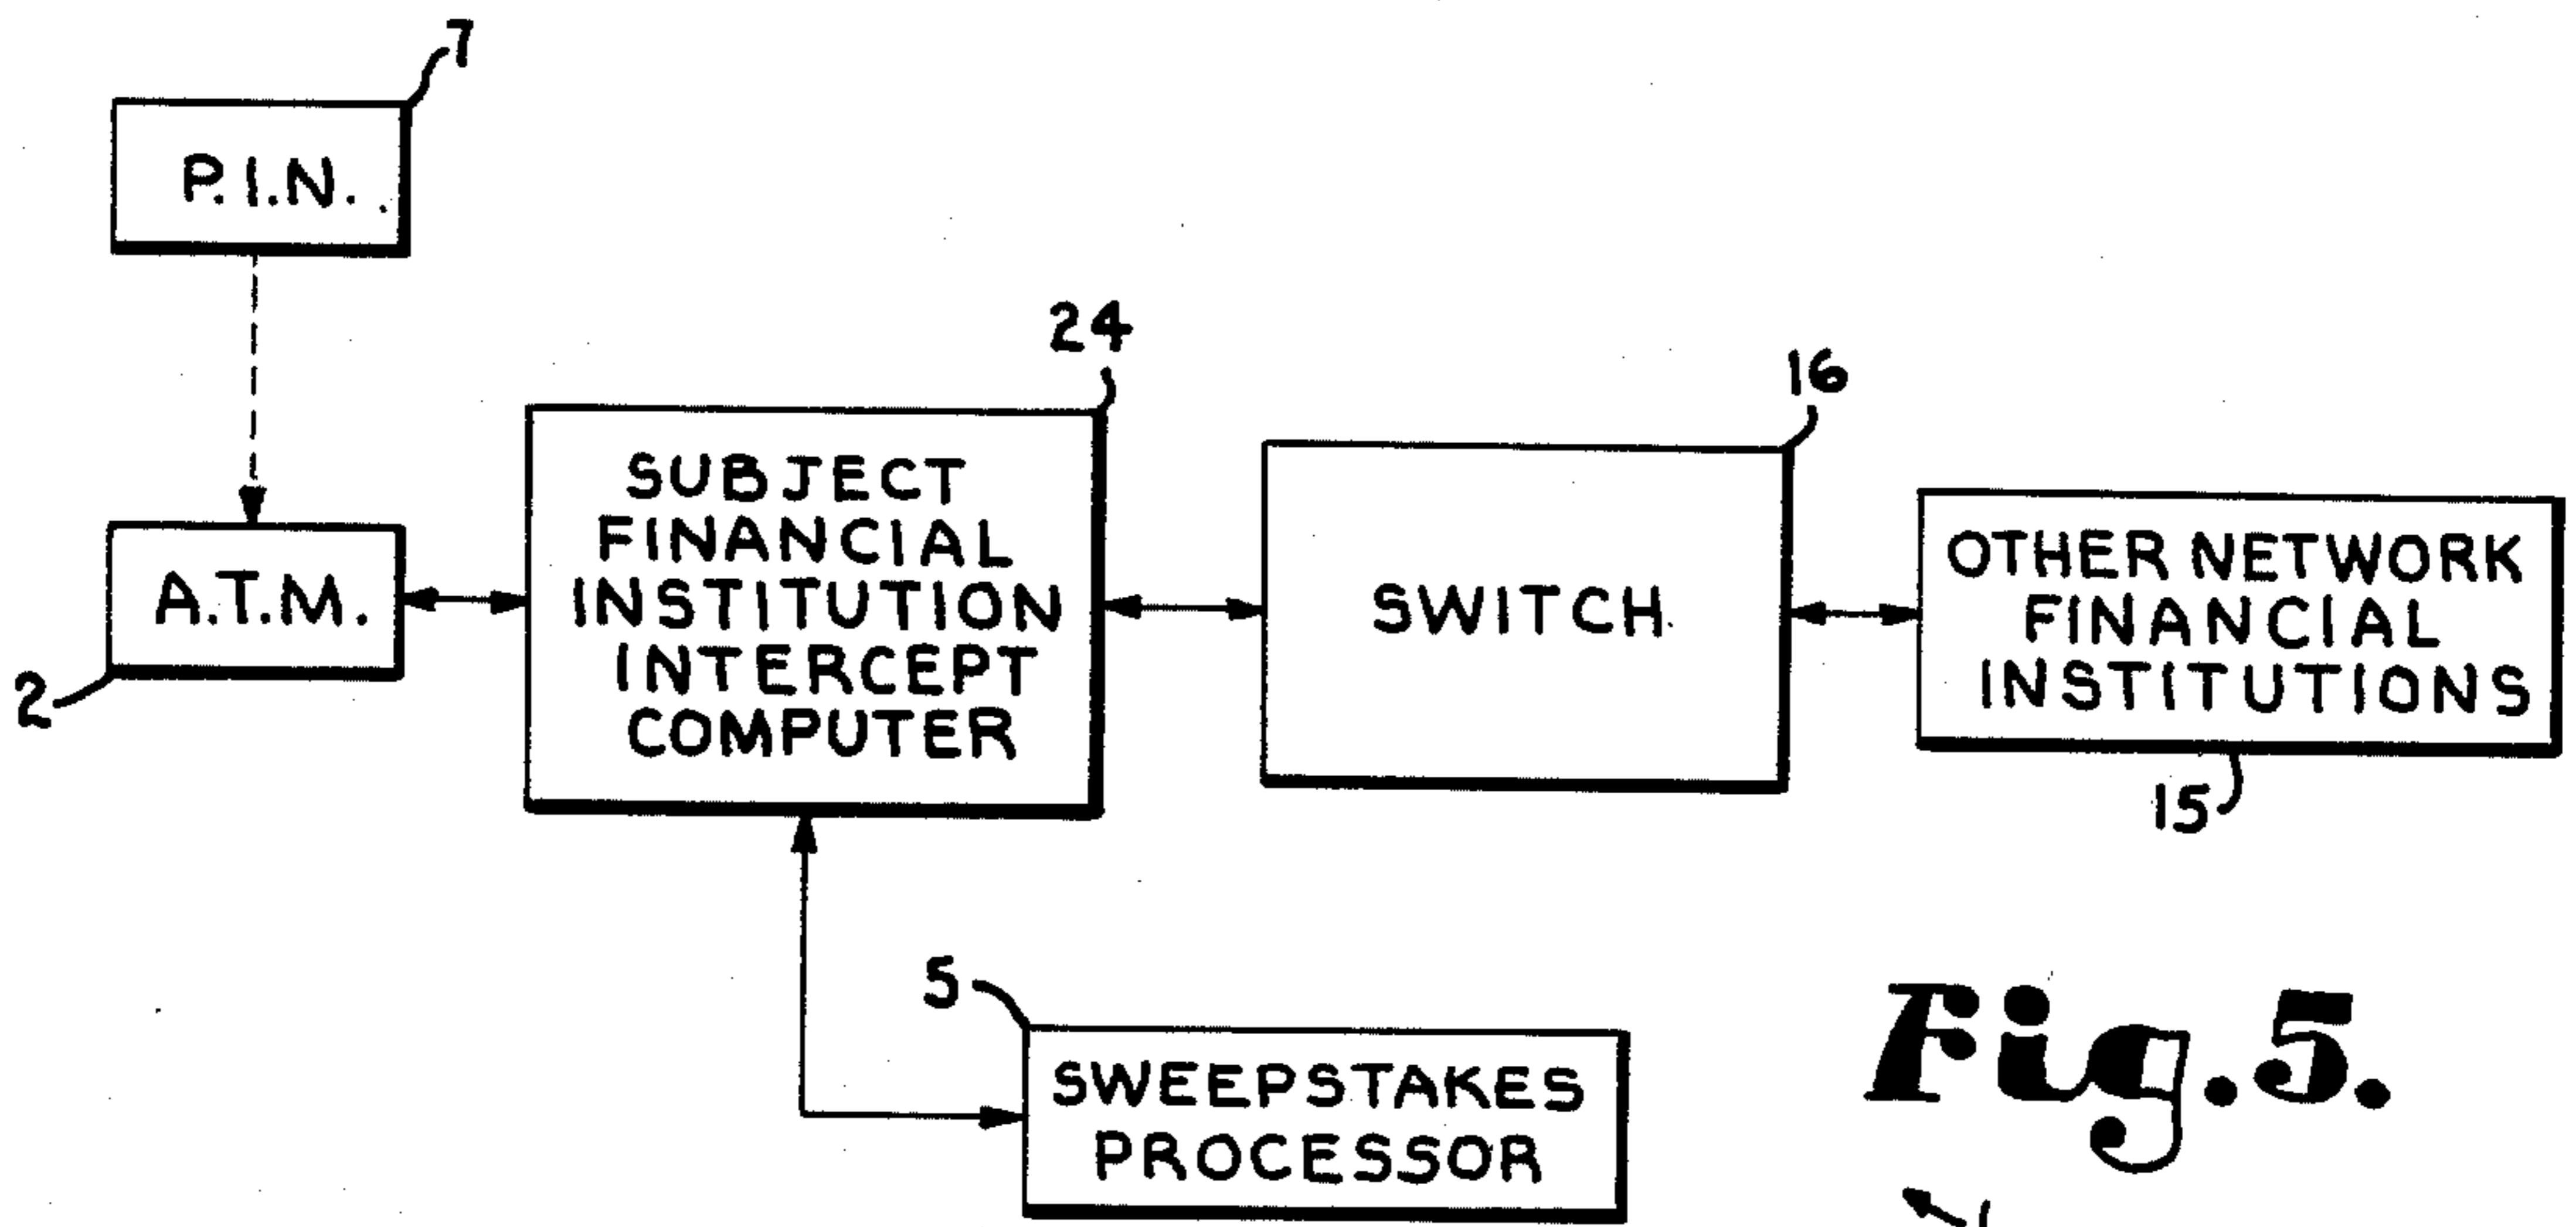 7
P.I.N.
24
16
SUBJECT
FINANCIAL
INSTITUTION
INTERCEPT
COMPUTER
SWITCH
OTHER NETWORK
FINANCIAL
INSTITUTIONS
A.T.M.
2
15
5
SWEEPSTAKES
PROCESSOR
Fig.5.